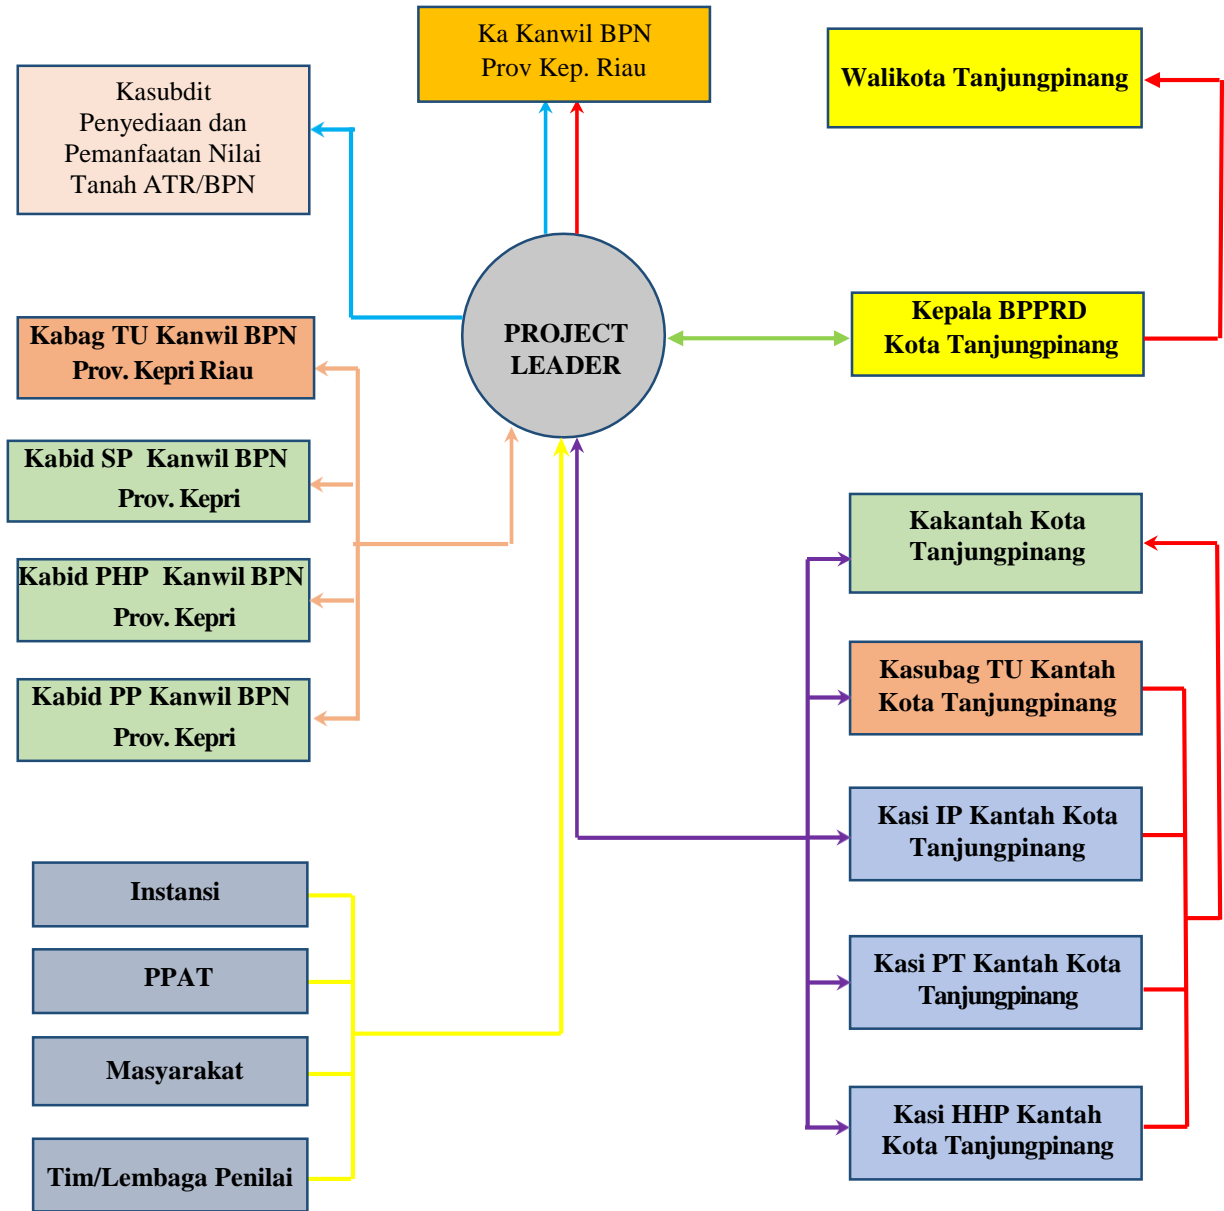 Ka Kanwil BPN
Prov Kep. Riau
Walikota Tanjungpinang
Kasubdit
Penyediaan dan
Pemanfaatan Nilai
Tanah ATR/BPN
PROJECT
LEADER
Kepala BPPRD
Kota Tanjungpinang
Kabag TU Kanwil BPN
Prov. Kepri Riau
Kabid SP Kanwil BPN
Prov. Kepri
Kabid PHP Kanwil BPN
Prov. Kepri
Kabid PP Kanwil BPN
Prov. Kepri
Kakantah Kota
Tanjungpinang
Kasubag TU Kantah
Kota Tanjungpinang
Kasi IP Kantah Kota
Tanjungpinang
Kasi PT Kantah Kota
Tanjungpinang
Kasi HHP Kantah
Kota Tanjungpinang
Instansi
PPAT
Masyarakat
Tim/Lembaga Penilai